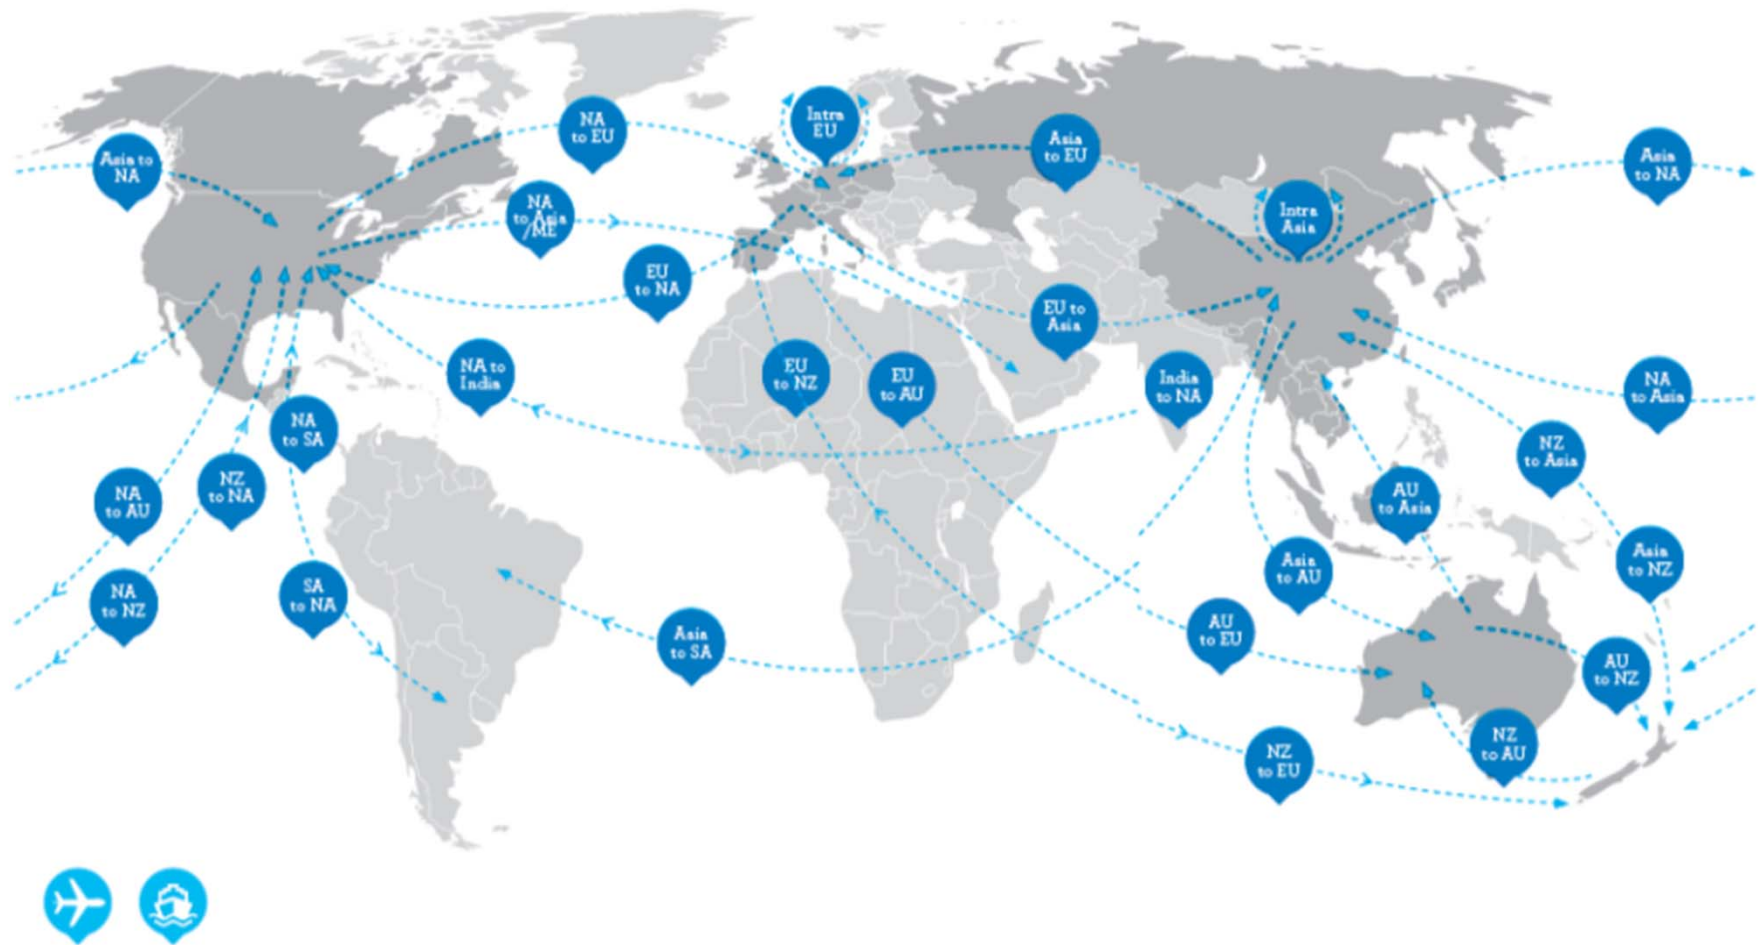 Intra
EU
NA
to EU
Asia
to EU
Asia to
NA
Asia
to NA
NA
to Asia
/ME
Intra
Asia
EU
to NA
EU to
Asia
NA to
India
EU
to NZ
EU
to AU
India
to NA
NA
to Asia
NA
to SA
NZ
to Asia
NZ
to NA
NA
to AU
AU
to Asia
Asia
to NZ
Asia
to AU
NA
to NZ
SA
to NA
AU
to EU
Asia
to SA
AU
to NZ
NZ
to AU
NZ
to EU